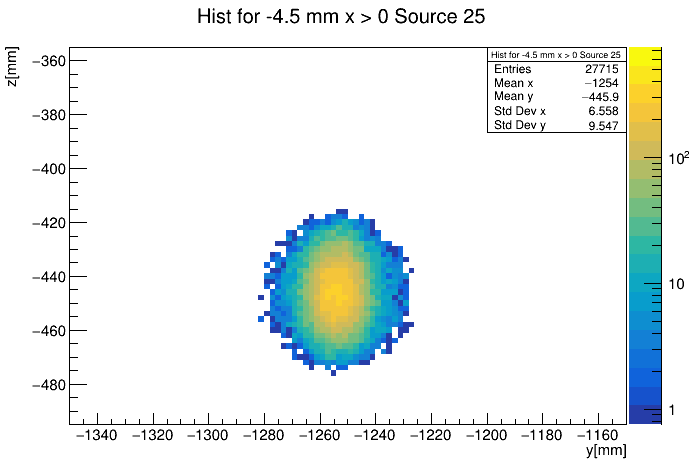 Hist for -4.5 mm x > 0 Source 25
z[mm]
Hist for -4.5 mm x > 0 Source 25
Entries 27715
Mean x −1254
Mean y −445.9
Std Dev x 6.558
Std Dev y 9.547
−360
−380
−400
−420
−440
−460
−480
10²
10
1
−1340 −1320 −1300 −1280 −1260 −1240 −1220 −1200 −1180 −1160
y[mm]